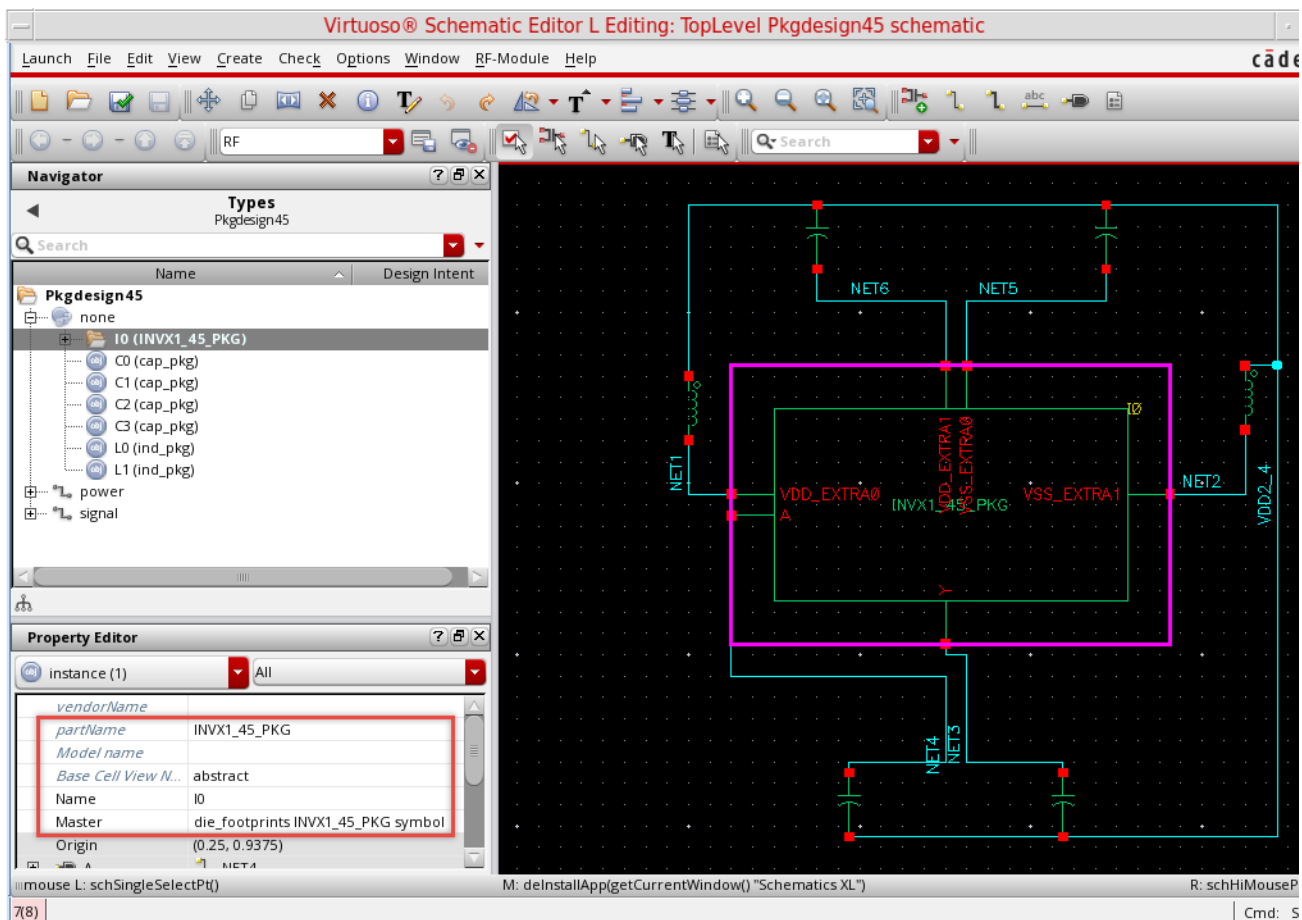 Virtuoso® Schematic Editor L Editing: TopLevel Pkgdesign45 schematic
Launch File Edit View Create Check Options Window RF-Module Help
cāde
abc
RF
Search
Navigator
Types
Pkgdesign45
Search
Name Design Intent
Pkgdesign45
none
I0 (INVX1_45_PKG)
C0 (cap_pkg)
C1 (cap_pkg)
C2 (cap_pkg)
C3 (cap_pkg)
L0 (ind_pkg)
L1 (ind_pkg)
power
signal
Property Editor
instance (1) All
vendorName
partName INVX1_45_PKG
Model name
Base Cell View N... abstract
Name I0
Master die_footprints INVX1_45_PKG symbol
Origin (0.25, 0.9375)
A NET4
NET6 NET5
I0
VDD_EXTRA1
VSS_EXTRA0
NET1
VDD_EXTRA0
VSS_EXTRA1
NET2
VDD2_4
INVX1_45_PKG
A
Y
NET4
NET3
mouse L: schSingleSelectPt() M: deInstallApp(getCurrentWindow() "Schematics XL") R: schHiMouseP
7(8) Cmd: S